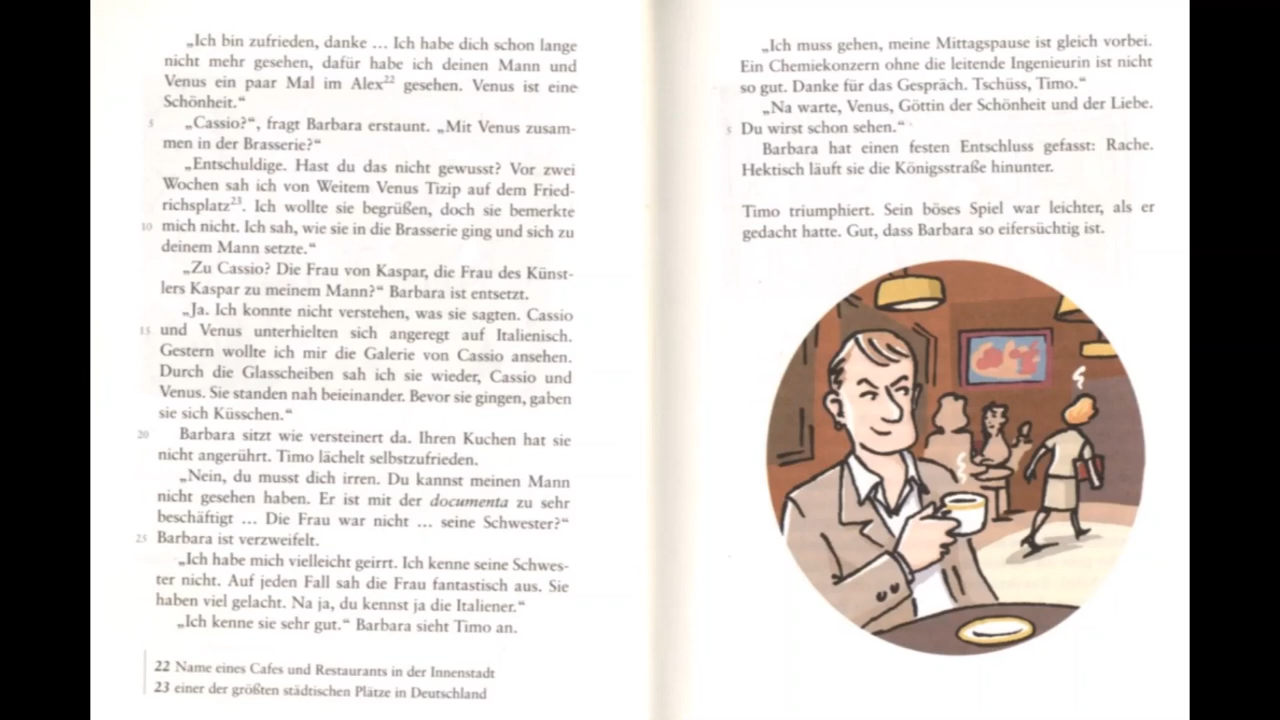 „Ich bin zufrieden, danke ... Ich habe dich schon lange
nicht mehr gesehen, dafür habe ich deinen Mann und
Venus ein paar Mal im Alex22 gesehen. Venus ist eine
Schönheit.“
5 „Cassio?“, fragt Barbara erstaunt. „Mit Venus zusam-
men in der Brasserie?“
„Entschuldige. Hast du das nicht gewusst? Vor zwei
Wochen sah ich von Weitem Venus Tizip auf dem Fried-
richsplatz23. Ich wollte sie begrüßen, doch sie bemerkte
10 mich nicht. Ich sah, wie sie in die Brasserie ging und sich zu
deinem Mann setzte.“
„Zu Cassio? Die Frau von Kaspar, die Frau des Künst-
lers Kaspar zu meinem Mann?“ Barbara ist entsetzt.
„Ja. Ich konnte nicht verstehen, was sie sagten. Cassio
15 und Venus unterhielten sich angeregt auf Italienisch.
Gestern wollte ich mir die Galerie von Cassio ansehen.
Durch die Glasscheiben sah ich sie wieder, Cassio und
Venus. Sie standen nah beieinander. Bevor sie gingen, gaben
sie sich Küsschen.“
20 Barbara sitzt wie versteinert da. Ihren Kuchen hat sie
nicht angerührt. Timo lächelt selbstzufrieden.
„Nein, du musst dich irren. Du kannst meinen Mann
nicht gesehen haben. Er ist mit der documenta zu sehr
beschäftigt ... Die Frau war nicht ... seine Schwester?“
25 Barbara ist verzweifelt.
„Ich habe mich vielleicht geirrt. Ich kenne seine Schwes-
ter nicht. Auf jeden Fall sah die Frau fantastisch aus. Sie
haben viel gelacht. Na ja, du kennst ja die Italiener.“
„Ich kenne sie sehr gut.“ Barbara sieht Timo an.
22 Name eines Cafes und Restaurants in der Innenstadt
23 einer der größten städtischen Plätze in Deutschland
„Ich muss gehen, meine Mittagspause ist gleich vorbei.
Ein Chemiekonzern ohne die leitende Ingenieurin ist nicht
so gut. Danke für das Gespräch. Tschüss, Timo.“
„Na warte, Venus, Göttin der Schönheit und der Liebe.
5 Du wirst schon sehen.“
Barbara hat einen festen Entschluss gefasst: Rache.
Hektisch läuft sie die Königsstraße hinunter.
Timo triumphiert. Sein böses Spiel war leichter, als er
gedacht hatte. Gut, dass Barbara so eifersüchtig ist.